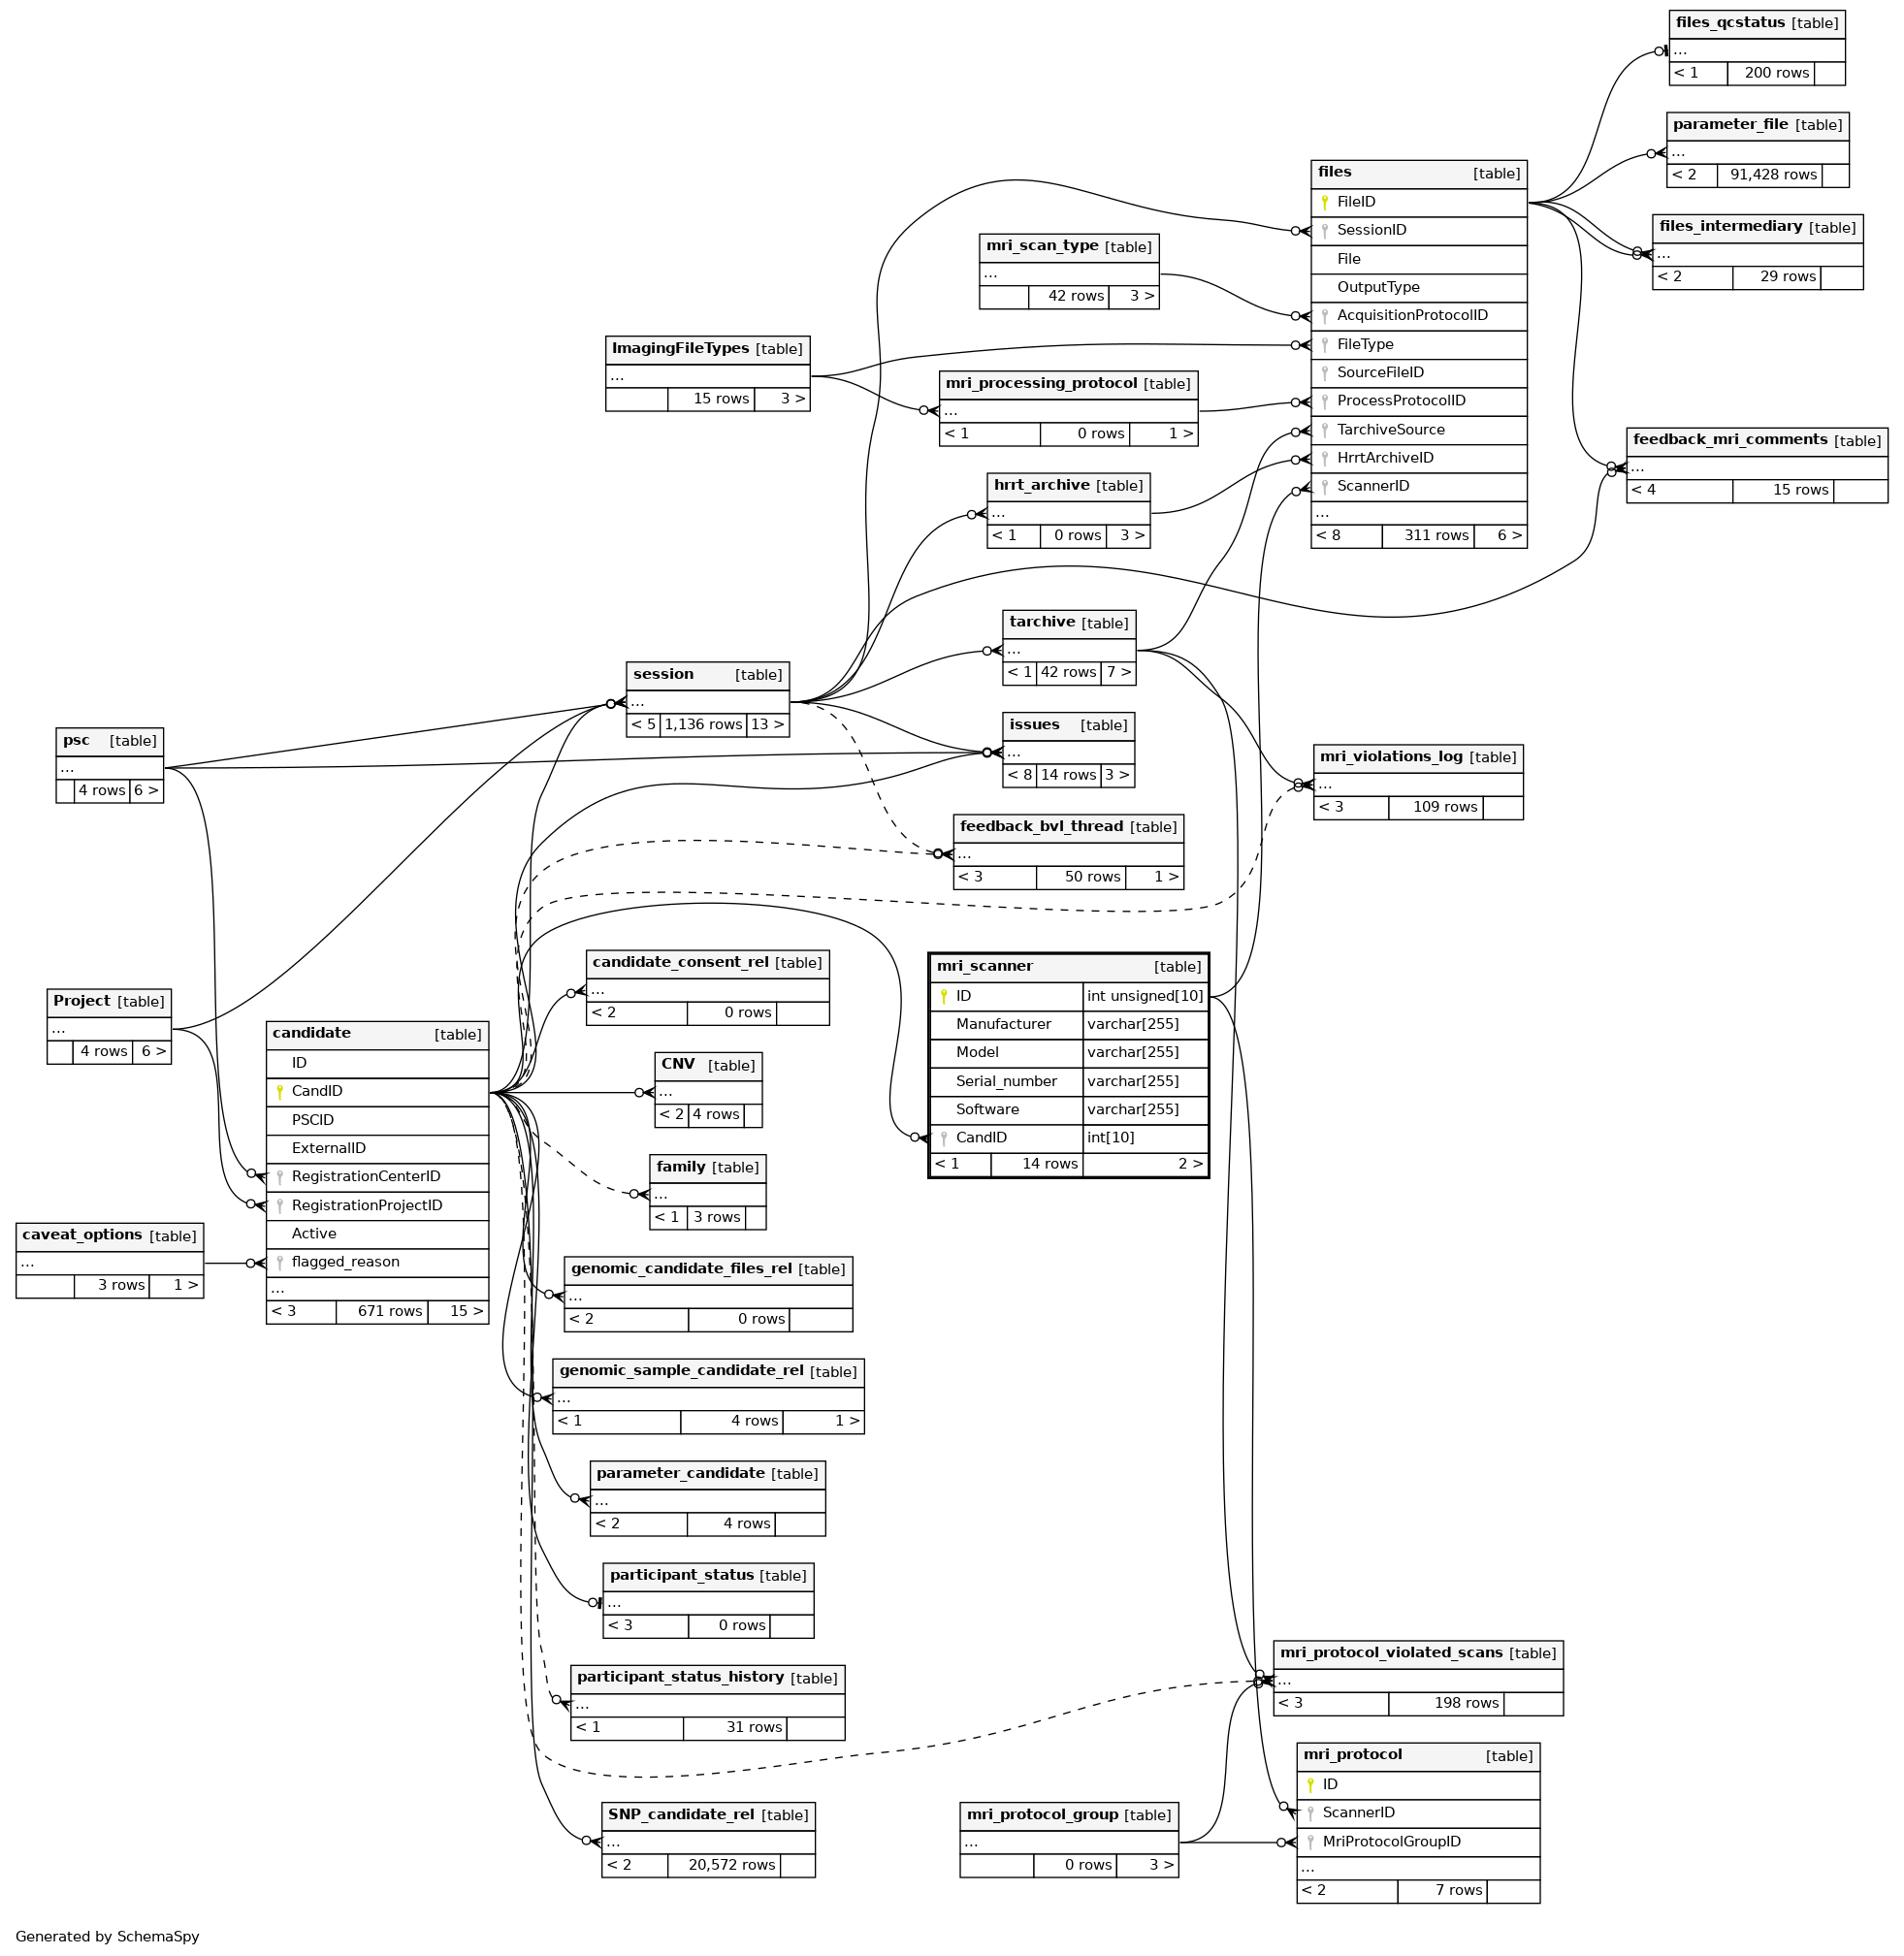 files_qcstatus [table]
...
< 1 200 rows
parameter_file [table]
...
< 2 91,428 rows
files_intermediary [table]
...
< 2 29 rows
feedback_mri_comments [table]
...
< 4 15 rows
files [table]
FileID
SessionID
File
OutputType
AcquisitionProtocolID
FileType
SourceFileID
ProcessProtocolID
TarchiveSource
HrrtArchiveID
ScannerID
...
< 8 311 rows 6 >
mri_scan_type [table]
...
42 rows 3 >
ImagingFileTypes [table]
...
15 rows 3 >
mri_processing_protocol [table]
...
< 1 0 rows 1 >
hrrt_archive [table]
...
< 1 0 rows 3 >
tarchive [table]
...
< 1 42 rows 7 >
session [table]
...
< 5 1,136 rows 13 >
issues [table]
...
< 8 14 rows 3 >
psc [table]
...
4 rows 6 >
mri_violations_log [table]
...
< 3 109 rows
feedback_bvl_thread [table]
...
< 3 50 rows 1 >
candidate_consent_rel [table]
...
< 2 0 rows
mri_scanner [table]
ID int unsigned[10]
Manufacturer varchar[255]
Model varchar[255]
Serial_number varchar[255]
Software varchar[255]
CandID int[10]
< 1 14 rows 2 >
Project [table]
...
4 rows 6 >
candidate [table]
ID
CandID
PSCID
ExternalID
RegistrationCenterID
RegistrationProjectID
Active
flagged_reason
...
< 3 671 rows 15 >
caveat_options [table]
...
3 rows 1 >
CNV [table]
...
< 2 4 rows
family [table]
...
< 1 3 rows
genomic_candidate_files_rel [table]
...
< 2 0 rows
genomic_sample_candidate_rel [table]
...
< 1 4 rows 1 >
parameter_candidate [table]
...
< 2 4 rows
participant_status [table]
...
< 3 0 rows
participant_status_history [table]
...
< 1 31 rows
mri_protocol_violated_scans [table]
...
< 3 198 rows
mri_protocol [table]
ID
ScannerID
MriProtocolGroupID
...
< 2 7 rows
SNP_candidate_rel [table]
...
< 2 20,572 rows
mri_protocol_group [table]
...
0 rows 3 >
Generated by SchemaSpy